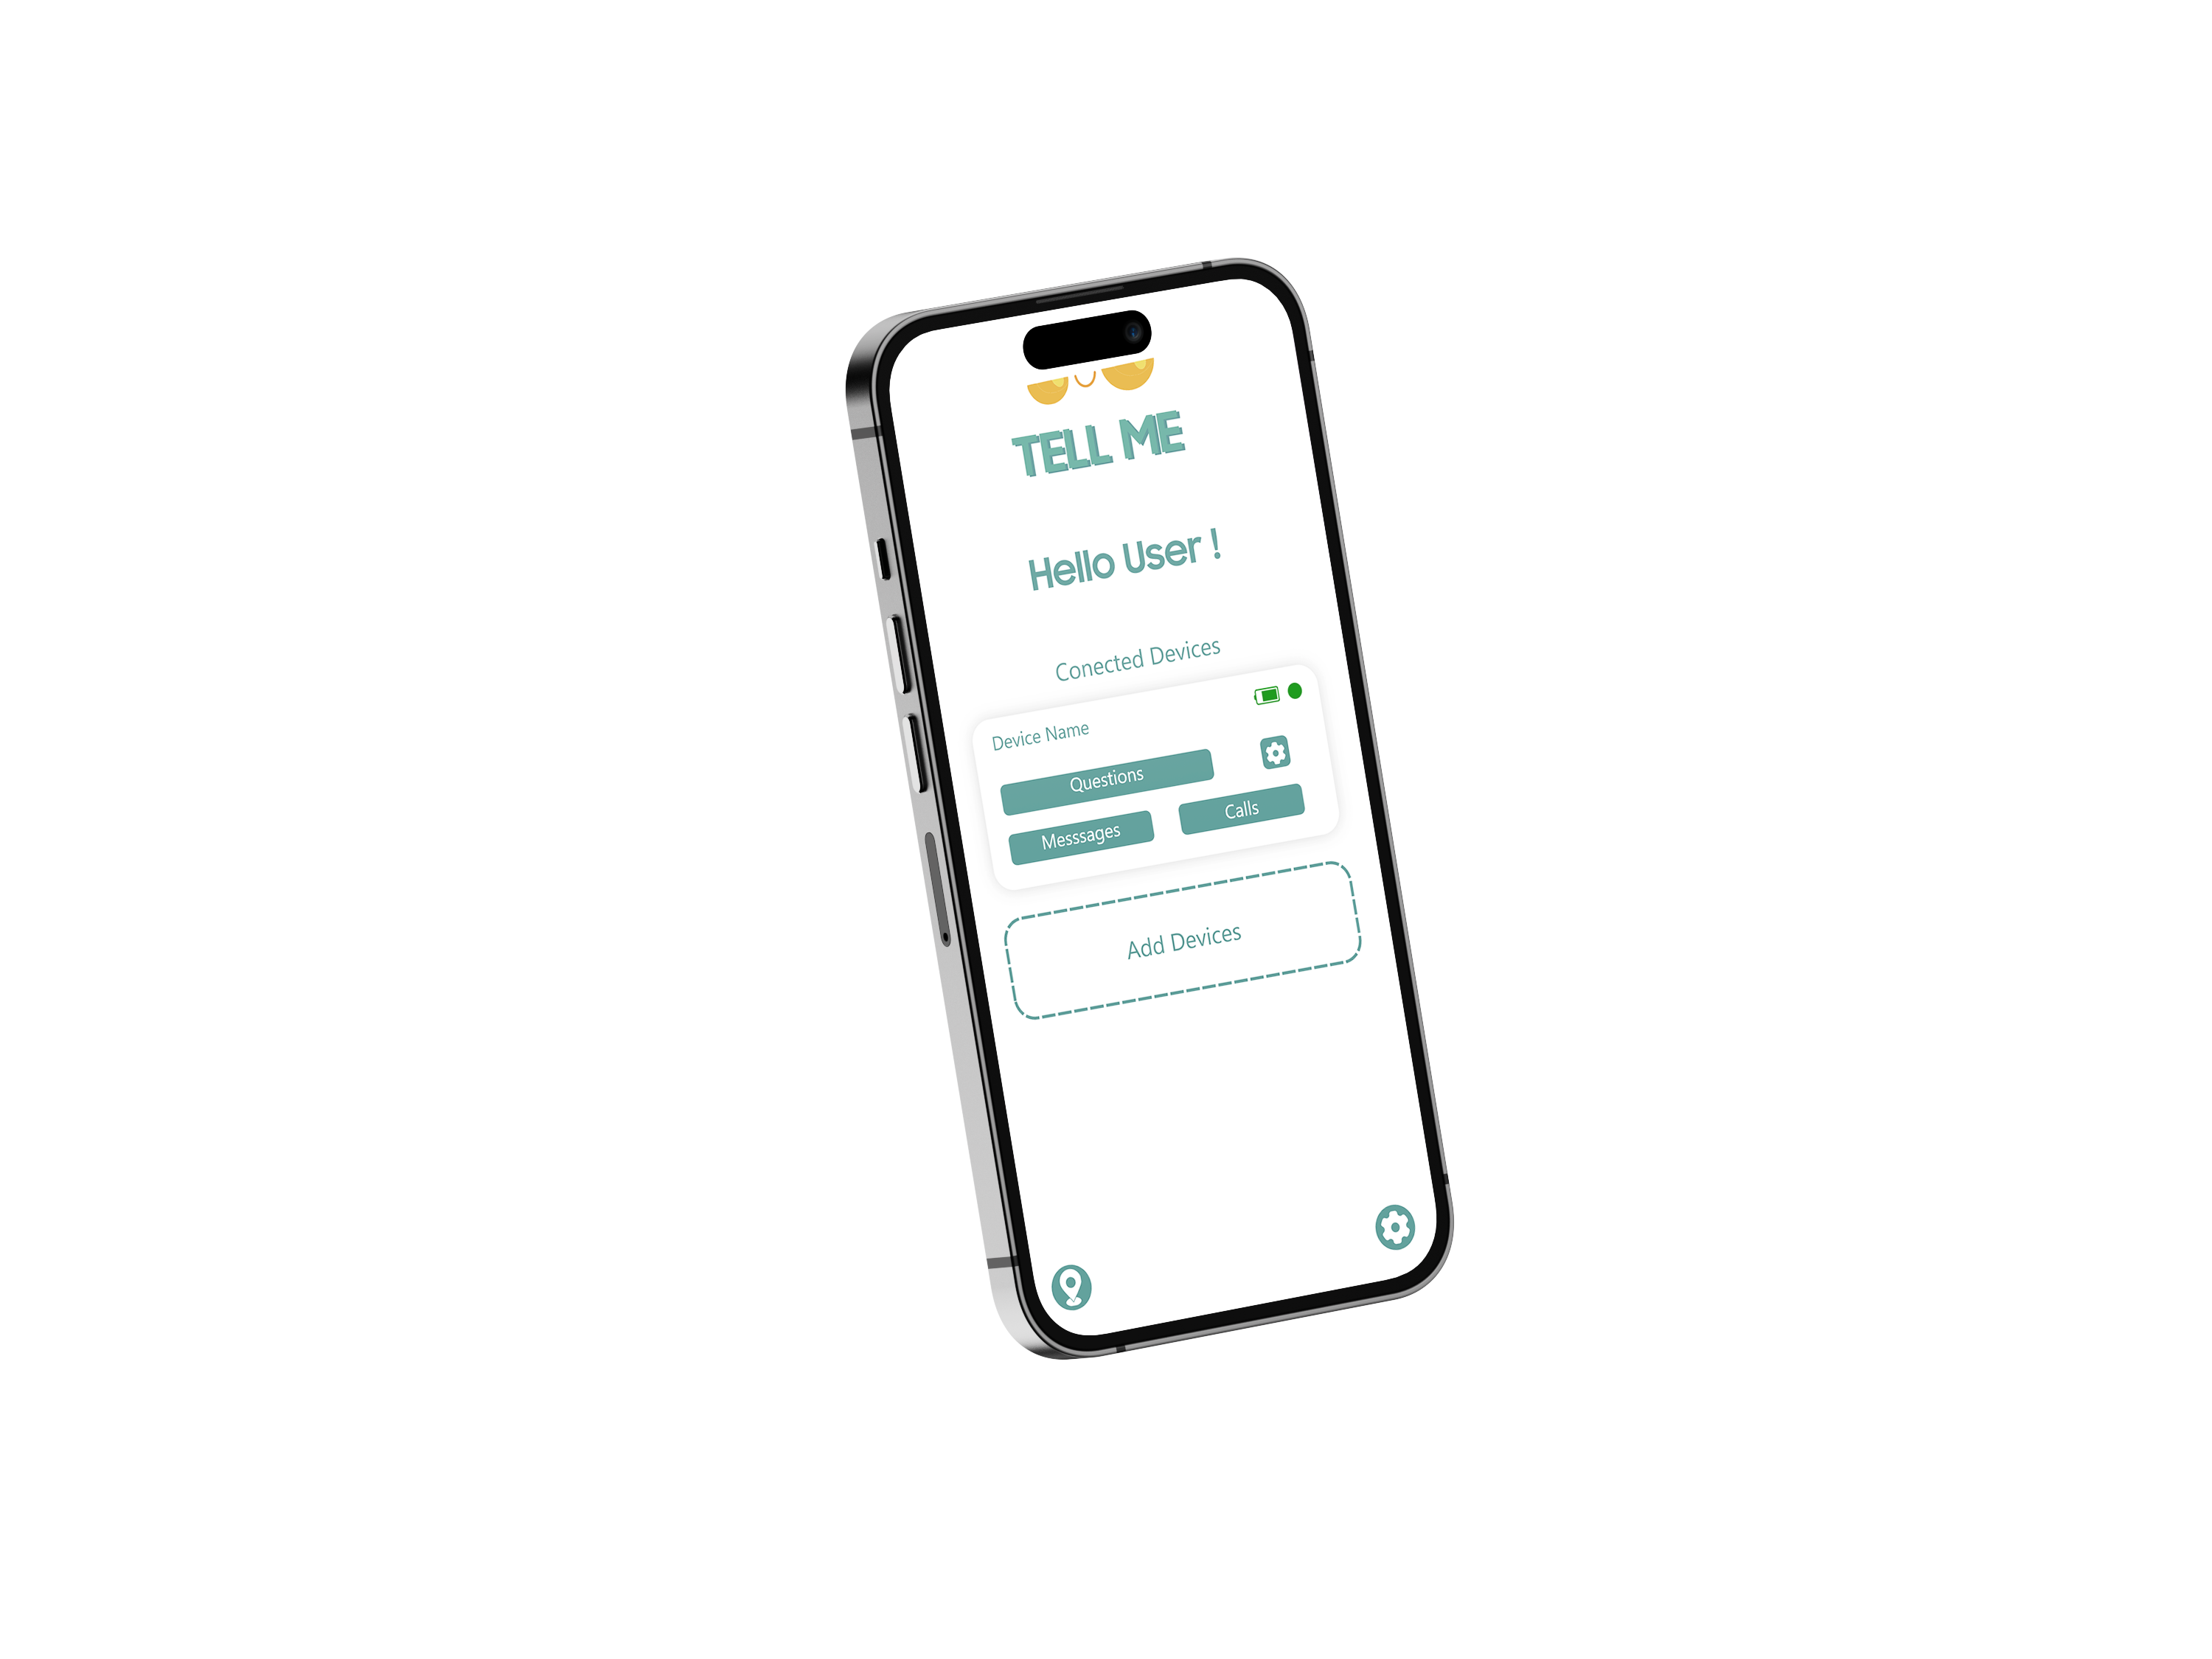 TELL ME
Hello User !
Conected Devices
Device Name
Questions
Messsages
Calls
Add Devices